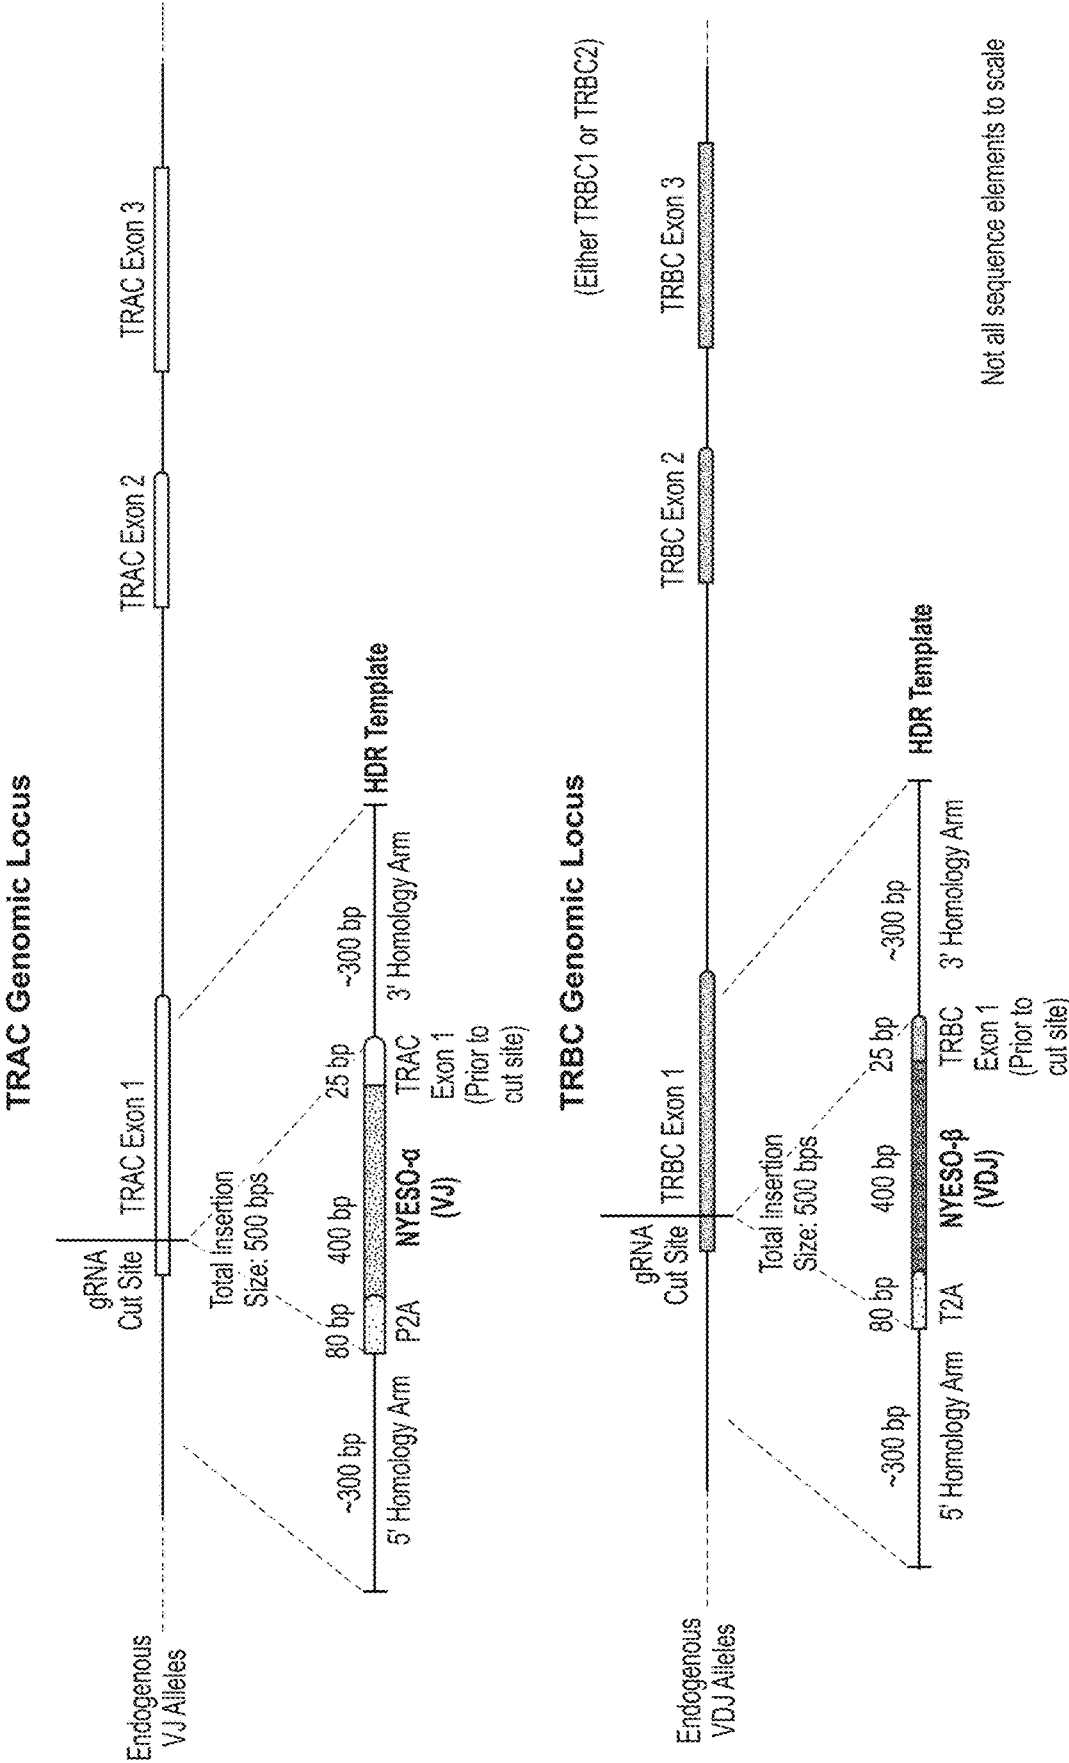 TRAC Genomic Locus
gRNA
Cut Site
TRAC Exon 1
TRAC Exon 2
TRAC Exon 3
Endogenous
VJ Alleles
Total Insertion
Size: 500 bps
~300 bp
80 bp
400 bp
25 bp
~300 bp
HDR Template
5' Homology Arm
P2A
NYESO-α
(VJ)
TRAC
Exon 1
(Prior to
cut site)
3' Homology Arm
TRBC Genomic Locus
(Either TRBC1 or TRBC2)
gRNA
Cut Site
TRBC Exon 1
TRBC Exon 2
TRBC Exon 3
Endogenous
VDJ Alleles
Total Insertion
Size: 500 bps
~300 bp
80 bp
400 bp
25 bp
~300 bp
HDR Template
5' Homology Arm
T2A
NYESO-β
(VDJ)
TRBC
Exon 1
(Prior to
cut site)
3' Homology Arm
Not all sequence elements to scale